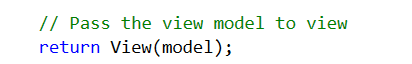 // Pass the view model to view
return View(model);